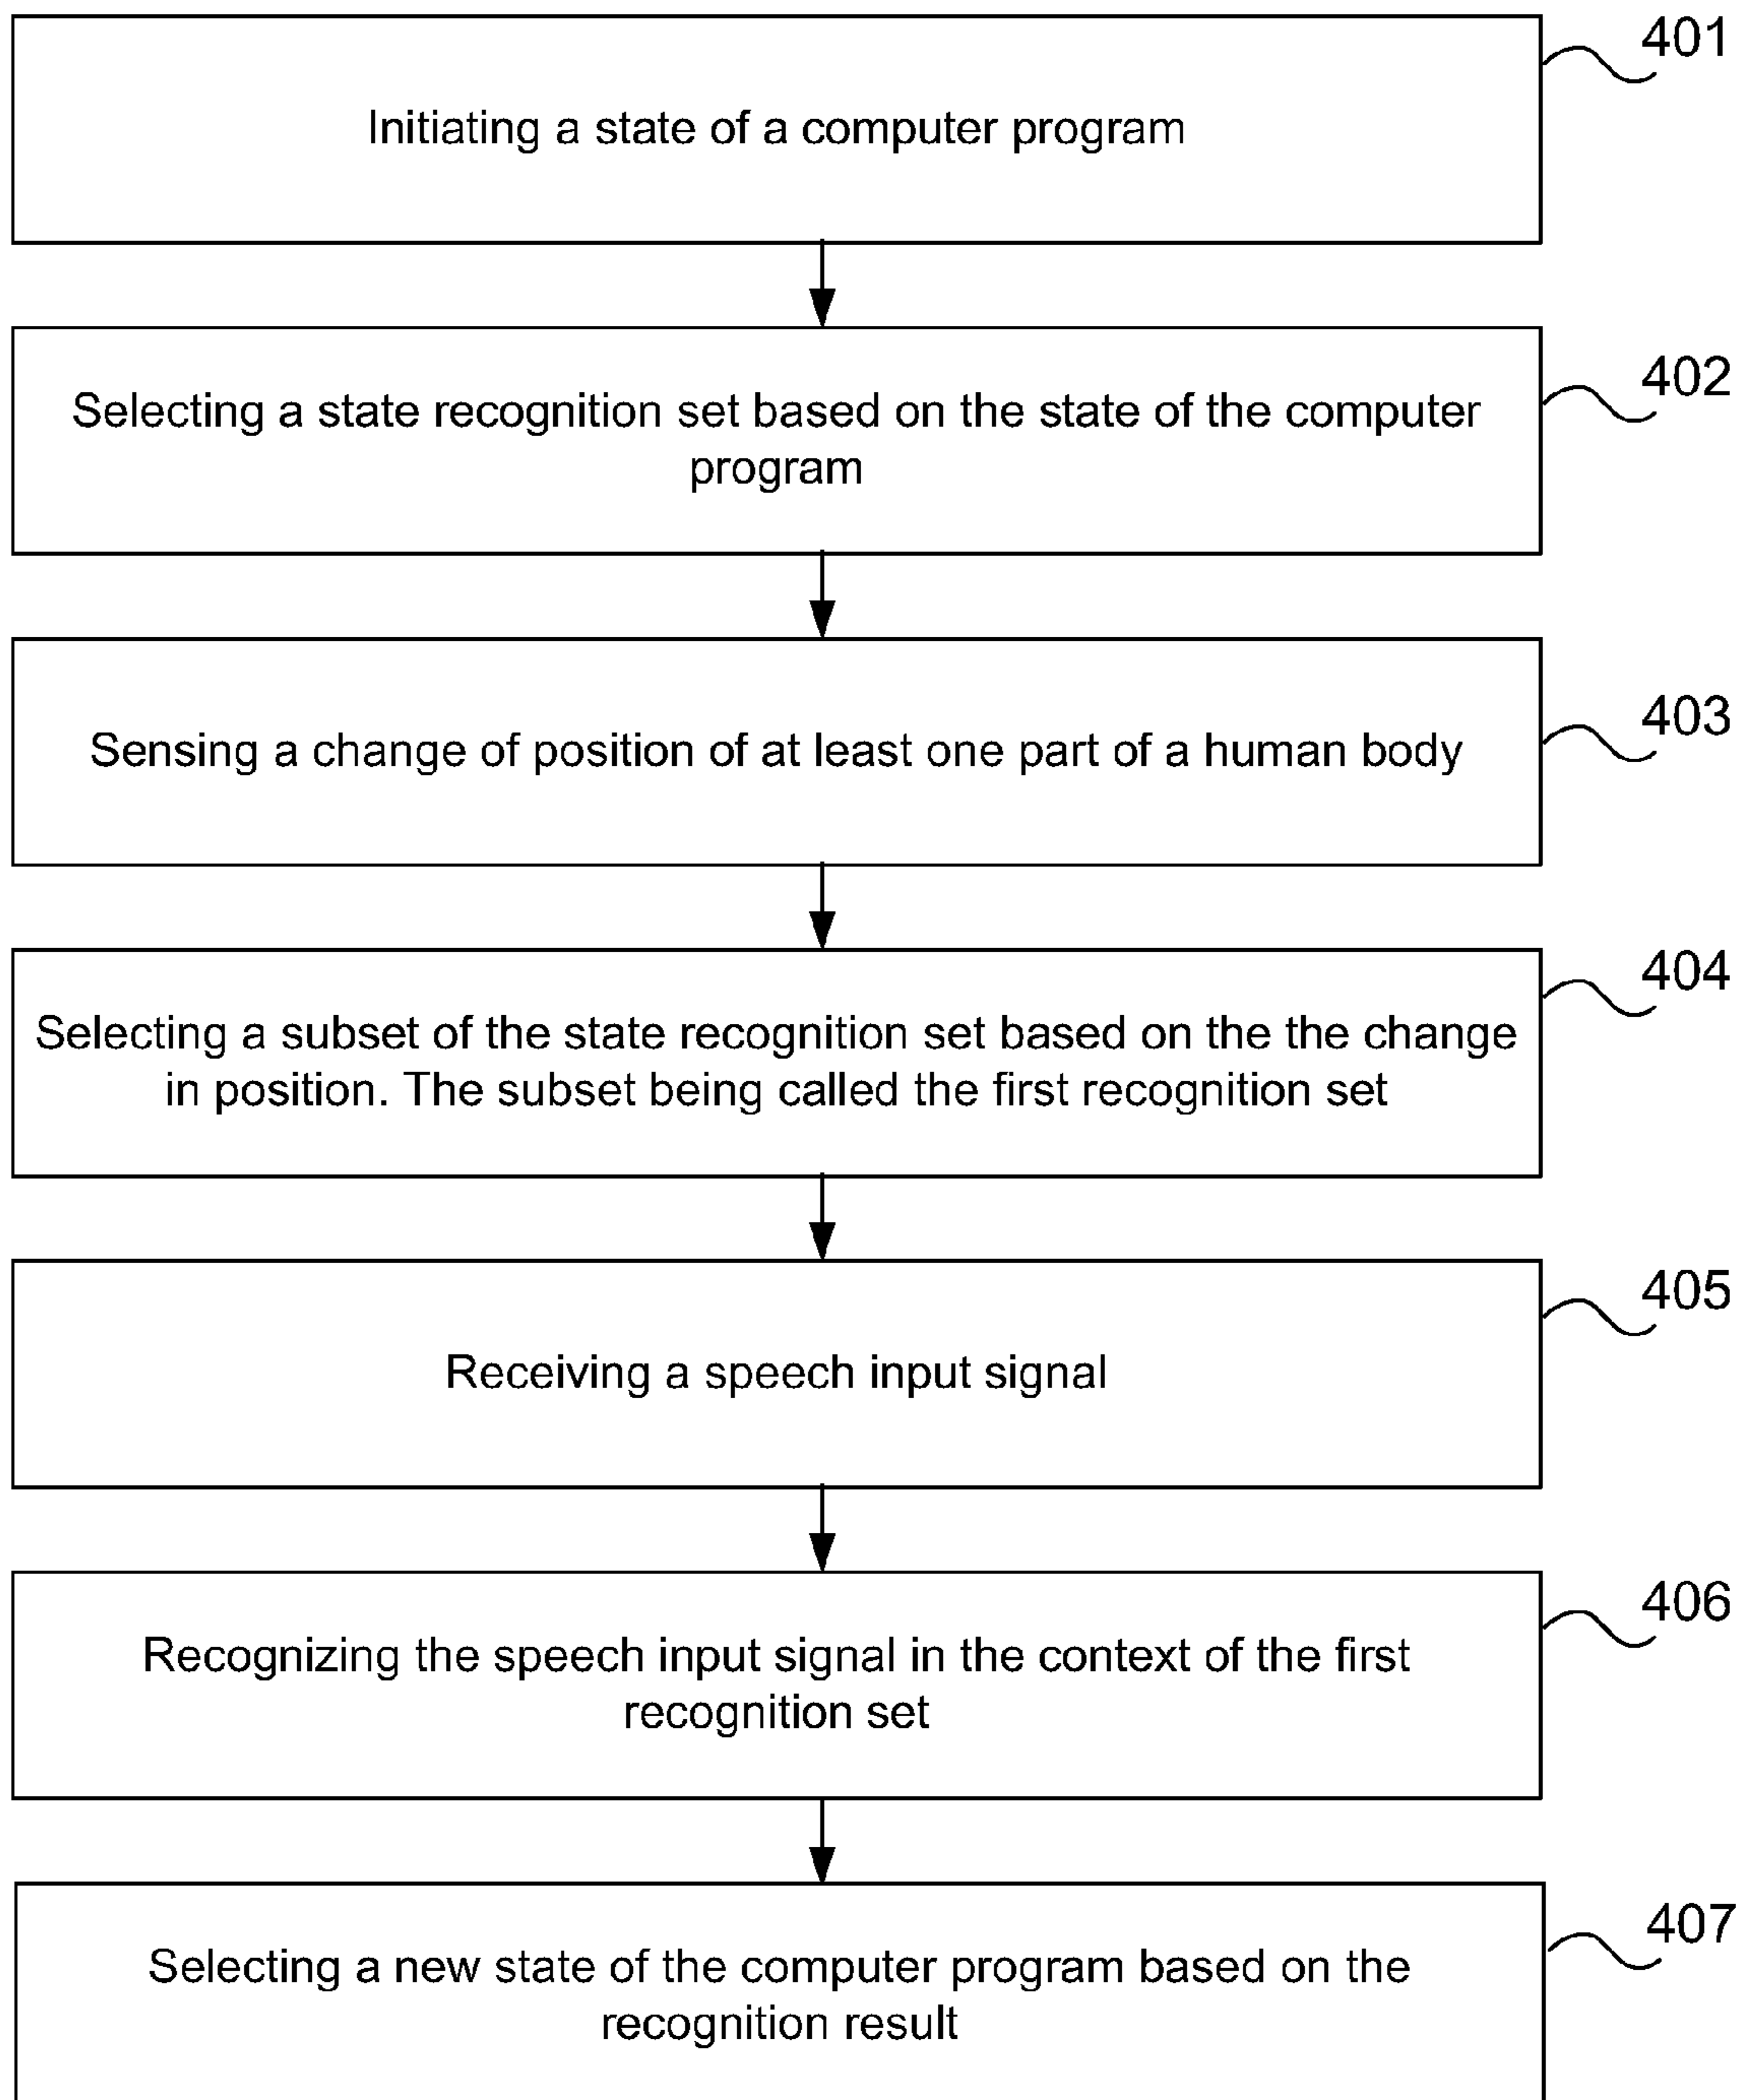 401
Initiating a state of a computer program
402
Selecting a state recognition set based on the state of the computer
program
403
Sensing a change of position of at least one part of a human body
404
Selecting a subset of the state recognition set based on the the change
in position. The subset being called the first recognition set
405
Receiving a speech input signal
406
Recognizing the speech input signal in the context of the first
recognition set
407
Selecting a new state of the computer program based on the
recognition result